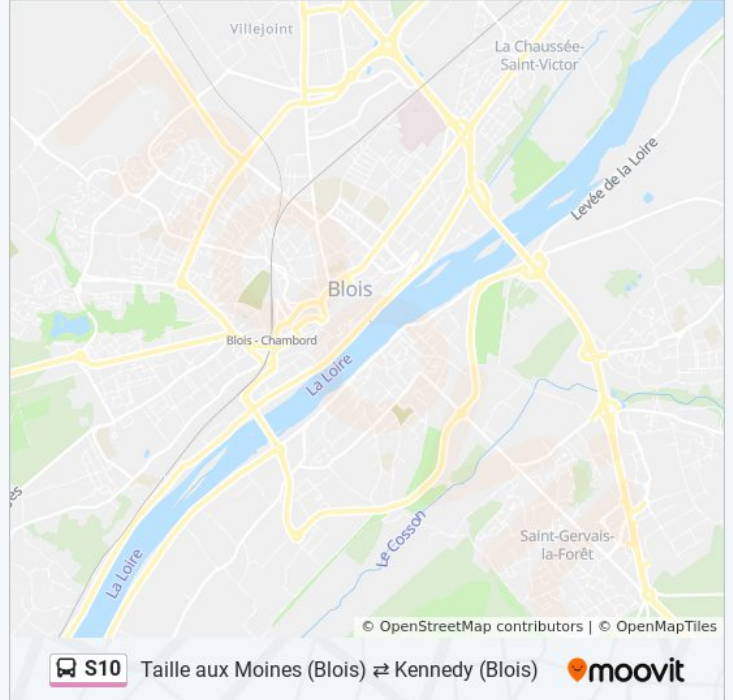 Villejoint
La Chaussée-
Saint-Victor
Levée de la Loire
Blois
Blois - Chambord
La Loire
Le Cosson
Saint-Gervais-
la-Forêt
La Loire
© OpenStreetMap contributors | © OpenMapTiles
S10 Taille aux Moines (Blois) ⇄ Kennedy (Blois) moovit